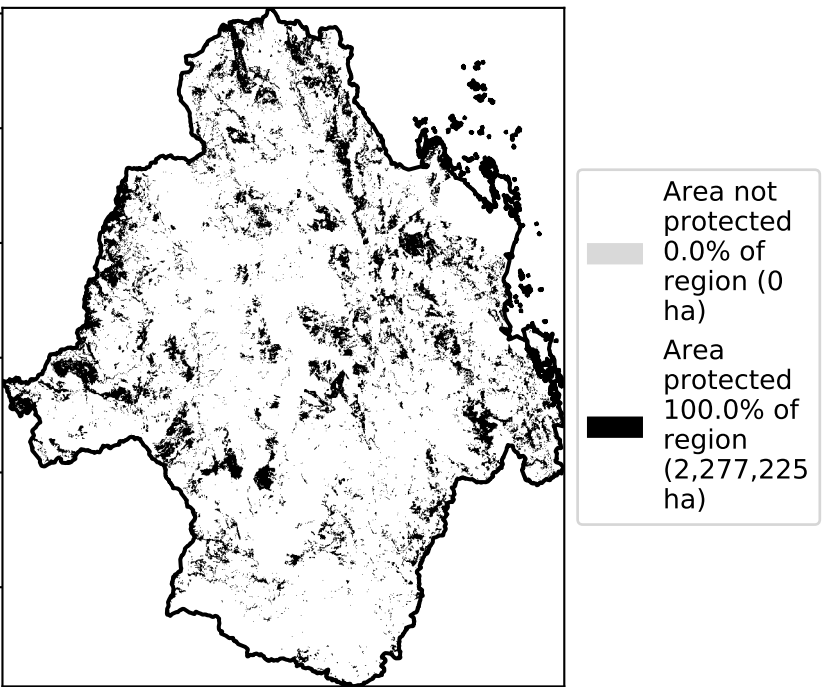 Area not
protected
0.0% of
region (0
ha)
Area
protected
100.0% of
region
(2,277,225
ha)